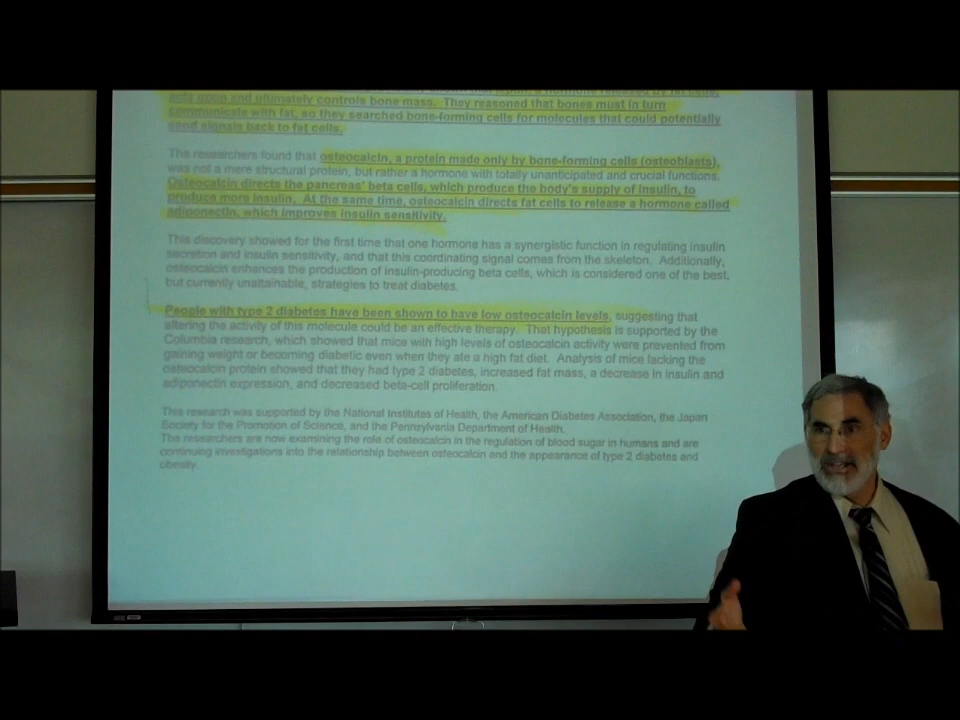 a hormone released by fat cells,
acts upon and ultimately controls bone mass. They reasoned that bones must in turn
communicate with fat, so they searched bone-forming cells for molecules that could potentially
send signals back to fat cells.
The researchers found that osteocalcin, a protein made only by bone-forming cells (osteoblasts),
was not a mere structural protein, but rather a hormone with totally unanticipated and crucial functions.
Osteocalcin directs the pancreas' beta cells, which produce the body's supply of insulin, to
produce more insulin. At the same time, osteocalcin directs fat cells to release a hormone called
adiponectin, which improves insulin sensitivity.
This discovery showed for the first time that one hormone has a synergistic function in regulating insulin
secretion and insulin sensitivity, and that this coordinating signal comes from the skeleton. Additionally,
osteocalcin enhances the production of insulin-producing beta cells, which is considered one of the best,
but currently unattainable, strategies to treat diabetes.
People with type 2 diabetes have been shown to have low osteocalcin levels, suggesting that
altering the activity of this molecule could be an effective therapy. That hypothesis is supported by the
Columbia research, which showed that mice with high levels of osteocalcin activity were prevented from
gaining weight or becoming diabetic even when they ate a high fat diet. Analysis of mice lacking the
osteocalcin protein showed that they had type 2 diabetes, increased fat mass, a decrease in insulin and
adiponectin expression, and decreased beta-cell proliferation.
This research was supported by the National Institutes of Health, the American Diabetes Association, the Japan
Society for the Promotion of Science, and the Pennsylvania Department of Health.
The researchers are now examining the role of osteocalcin in the regulation of blood sugar in humans and are
continuing investigations into the relationship between osteocalcin and the appearance of type 2 diabetes and
obesity.